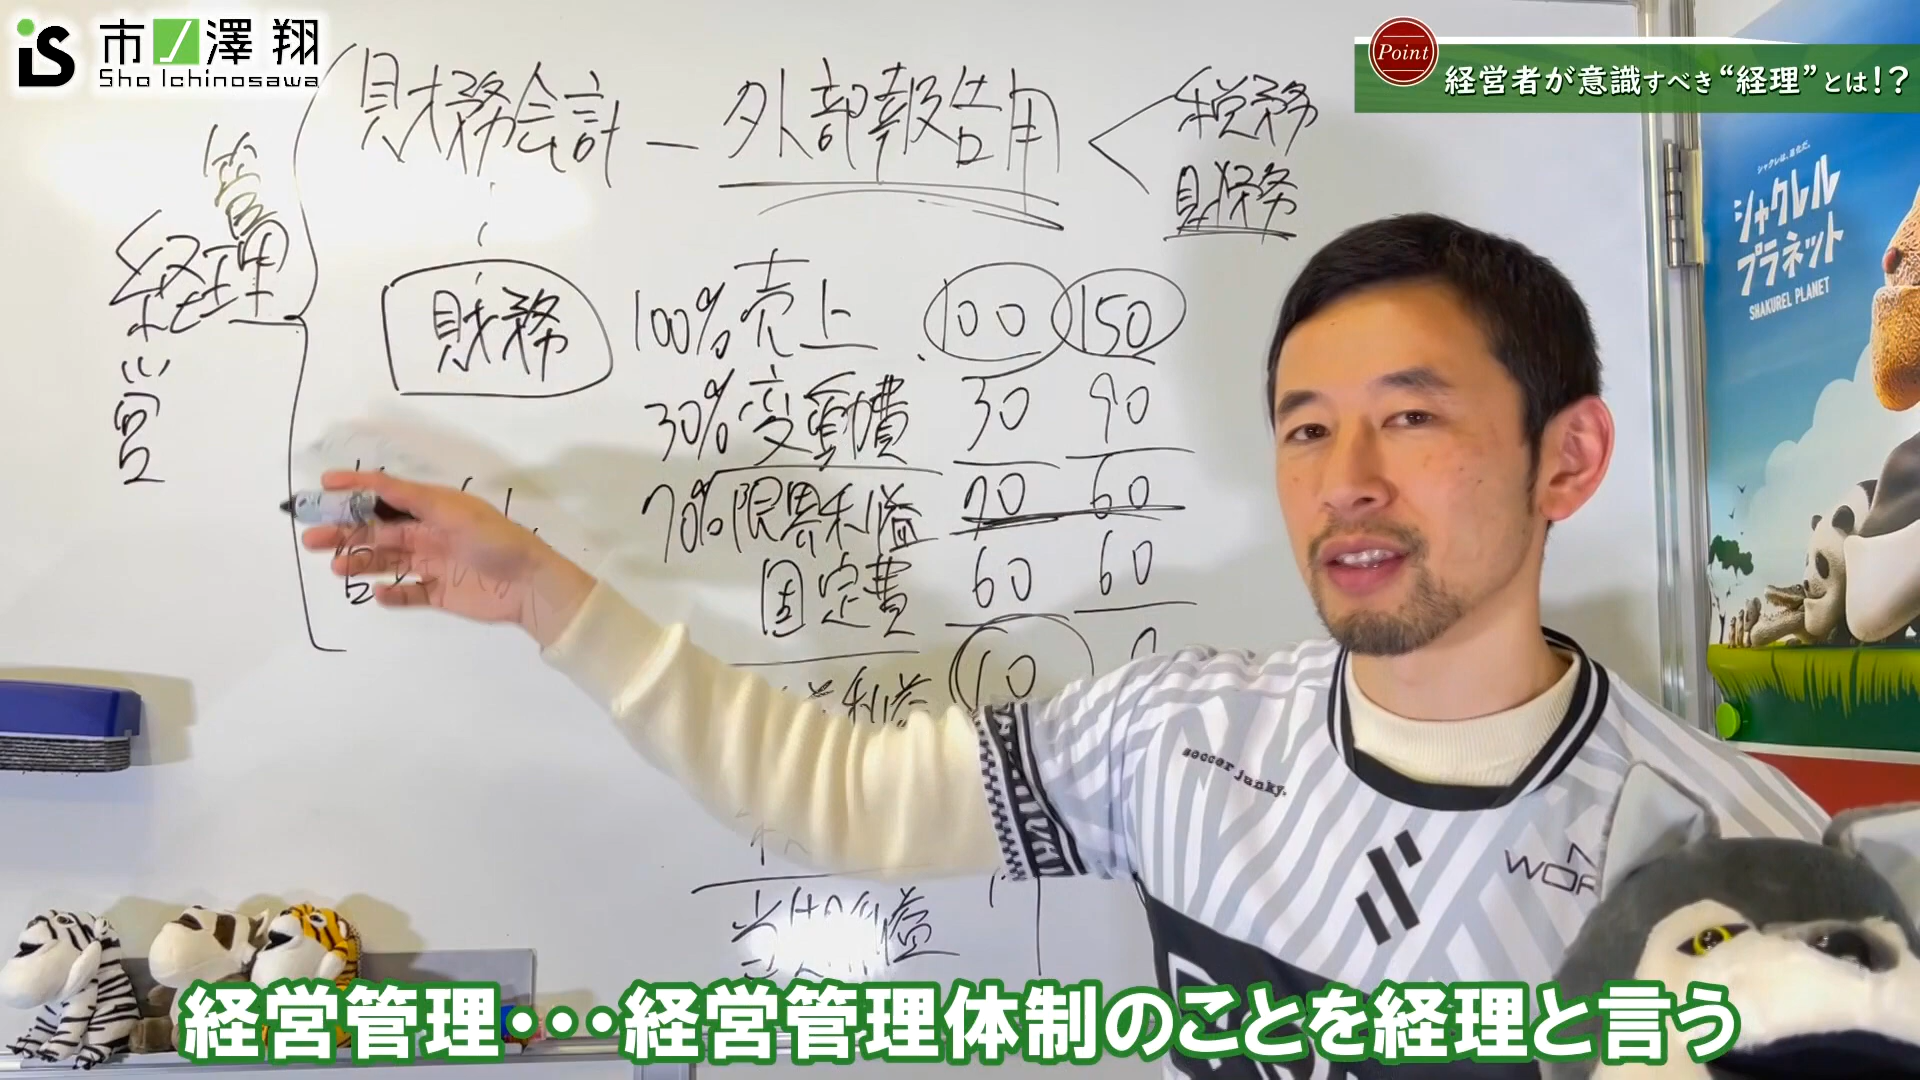 iS 市ノ澤 翔
Sho Ichinosawa
Point
経営者が意識すべき“経理”とは!?
財務会計 ー 外部報告用
税務
財務
管
経理
営
財務
100% 売上 100 150
30% 変動費 30 90
70% 限界利益 70 60
固定費 60 60
利益 10
利益
シャクレルプラネット
SHAKUREL PLANET
soccer junky.
経営管理・・・経営管理体制のことを経理と言う